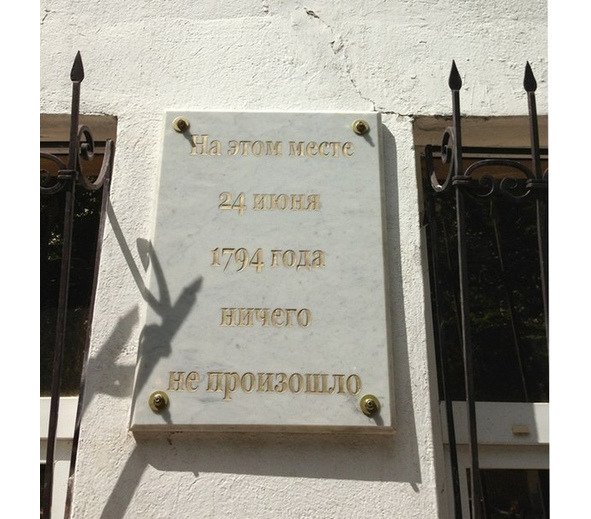 На этом месте
24 июня
1794 года
ничего
не произошло